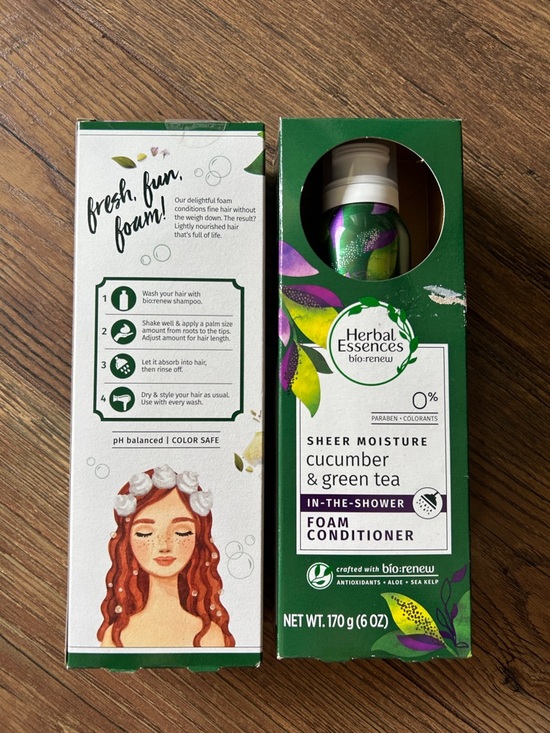 fresh, fun,
foam!
Our delightful foam
conditions fine hair without
the weigh down. The result?
Lightly nourished hair
that's full of life.
1 Wash your hair with
bio:renew shampoo.
2 Shake well & apply a palm size
amount from roots to the tips.
Adjust amount for hair length.
3 Let it absorb into hair,
then rinse off.
4 Dry & style your hair as usual.
Use with every wash.
pH balanced | COLOR SAFE
Herbal
Essences
bio:renew
0%
PARABEN • COLORANTS
SHEER MOISTURE
cucumber
& green tea
IN-THE-SHOWER
FOAM
CONDITIONER
crafted with bio:renew
ANTIOXIDANTS • ALOE • SEA KELP
NET WT. 170 g (6 OZ)